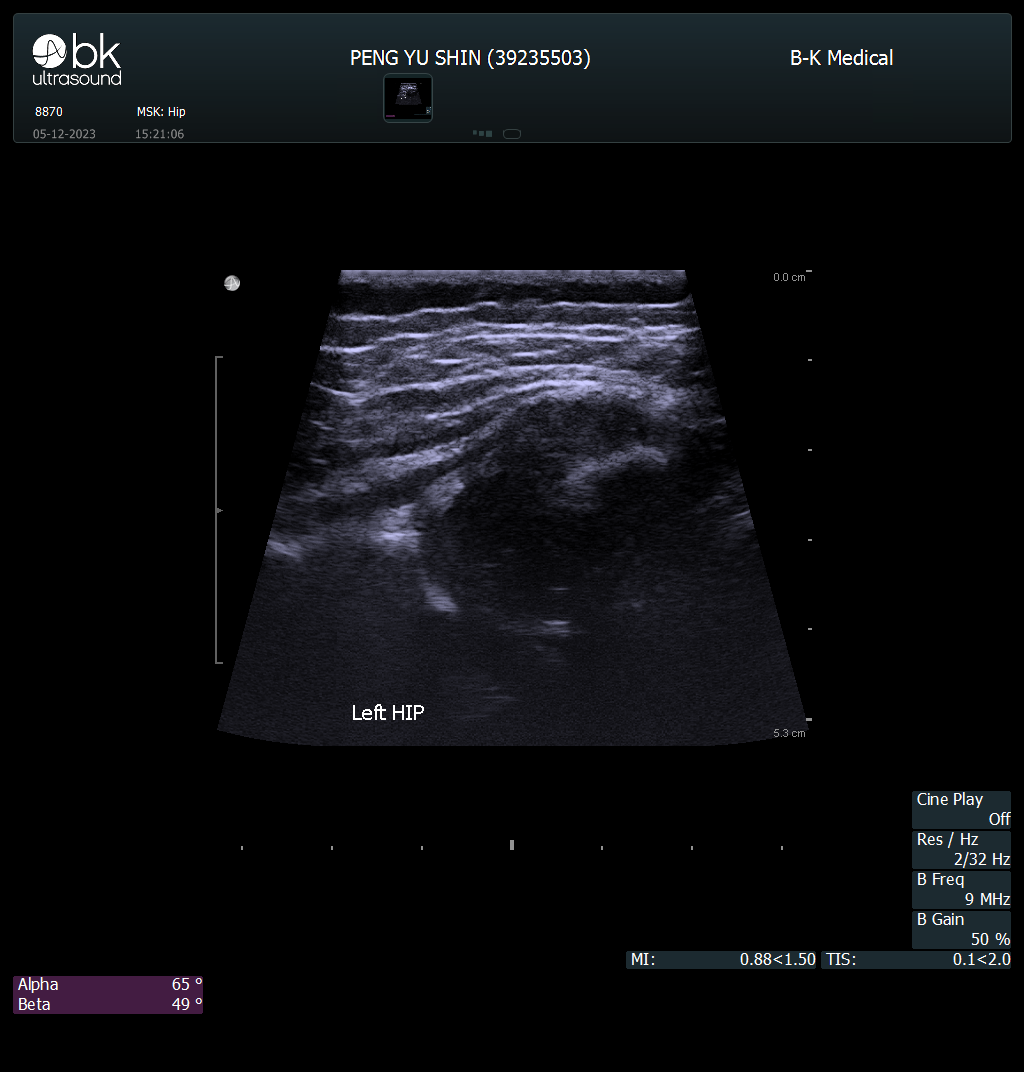 bk
ultrasound
PENG YU SHIN (39235503)
B-K Medical
8870
MSK: Hip
05-12-2023
15:21:06
0.0 cm
Left HIP
5.3 cm
Cine Play
Off
Res / Hz
2/32 Hz
B Freq
9 MHz
B Gain
50 %
MI: 0.88<1.50
TIS: 0.1<2.0
Alpha 65 °
Beta 49 °